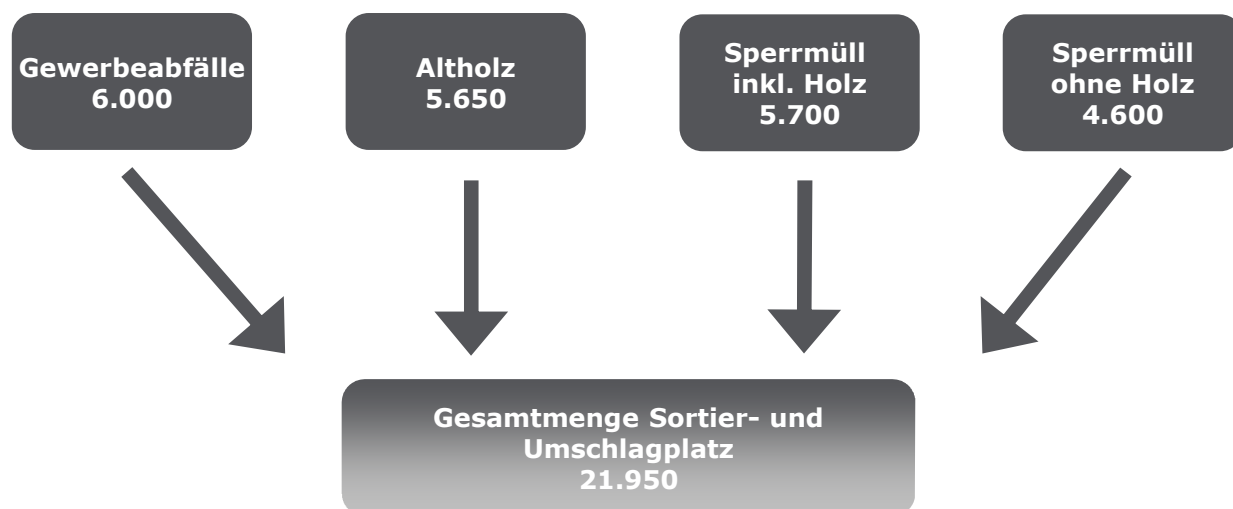 Gewerbeabfälle
6.000
Altholz
5.650
Sperrmüll
inkl. Holz
5.700
Sperrmüll
ohne Holz
4.600
Gesamtmenge Sortier- und
Umschlagplatz
21.950